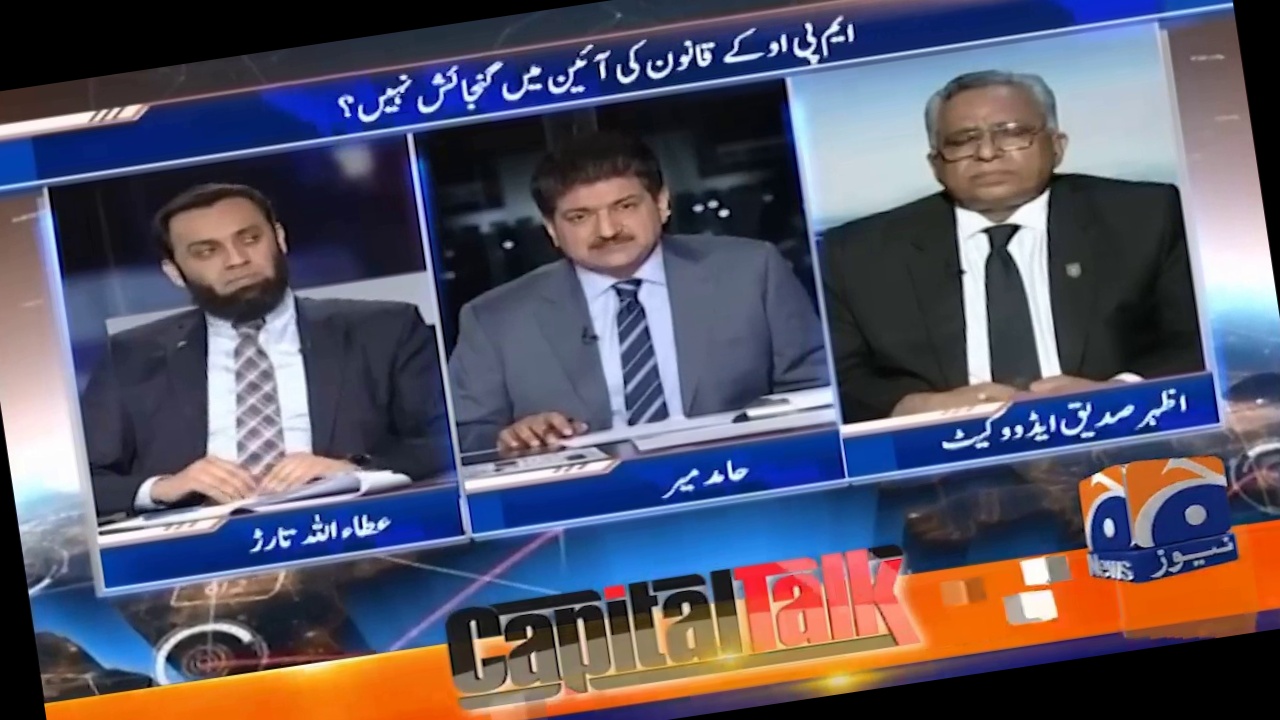 ایم پی او کے قانون کی آئین میں گنجائش نہیں؟
اظہر صدیق ایڈووکیٹ
حامد میر
عطاء اللہ تارڑ
Capital Talk
جیو
News نیوز